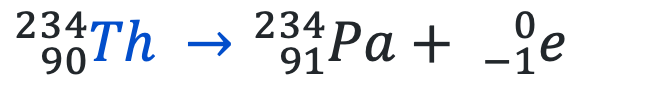 ²³⁴₉₀Th → ²³⁴₉₁Pa + ⁰₋₁e